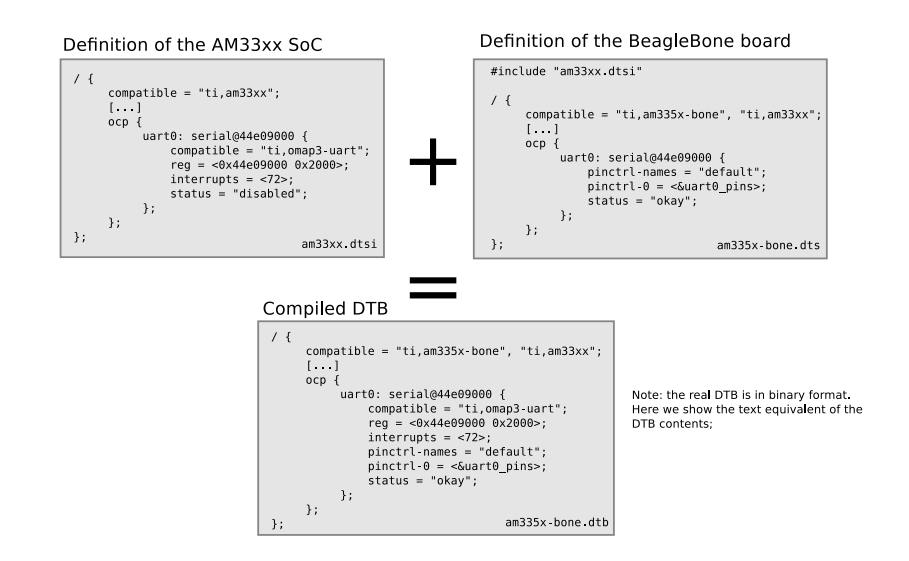 Definition of the AM33xx SoC
/ {
compatible = "ti,am33xx";
[...]
ocp {
uart0: serial@44e09000 {
compatible = "ti,omap3-uart";
reg = <0x44e09000 0x2000>;
interrupts = <72>;
status = "disabled";
};
};
};
am33xx.dtsi
+
Definition of the BeagleBone board
#include "am33xx.dtsi"
/ {
compatible = "ti,am335x-bone", "ti,am33xx";
[...]
ocp {
uart0: serial@44e09000 {
pinctrl-names = "default";
pinctrl-0 = <&uart0_pins>;
status = "okay";
};
};
};
am335x-bone.dts
=
Compiled DTB
/ {
compatible = "ti,am335x-bone", "ti,am33xx";
[...]
ocp {
uart0: serial@44e09000 {
compatible = "ti,omap3-uart";
reg = <0x44e09000 0x2000>;
interrupts = <72>;
pinctrl-names = "default";
pinctrl-0 = <&uart0_pins>;
status = "okay";
};
};
};
am335x-bone.dtb
Note: the real DTB is in binary format.
Here we show the text equivalent of the
DTB contents;